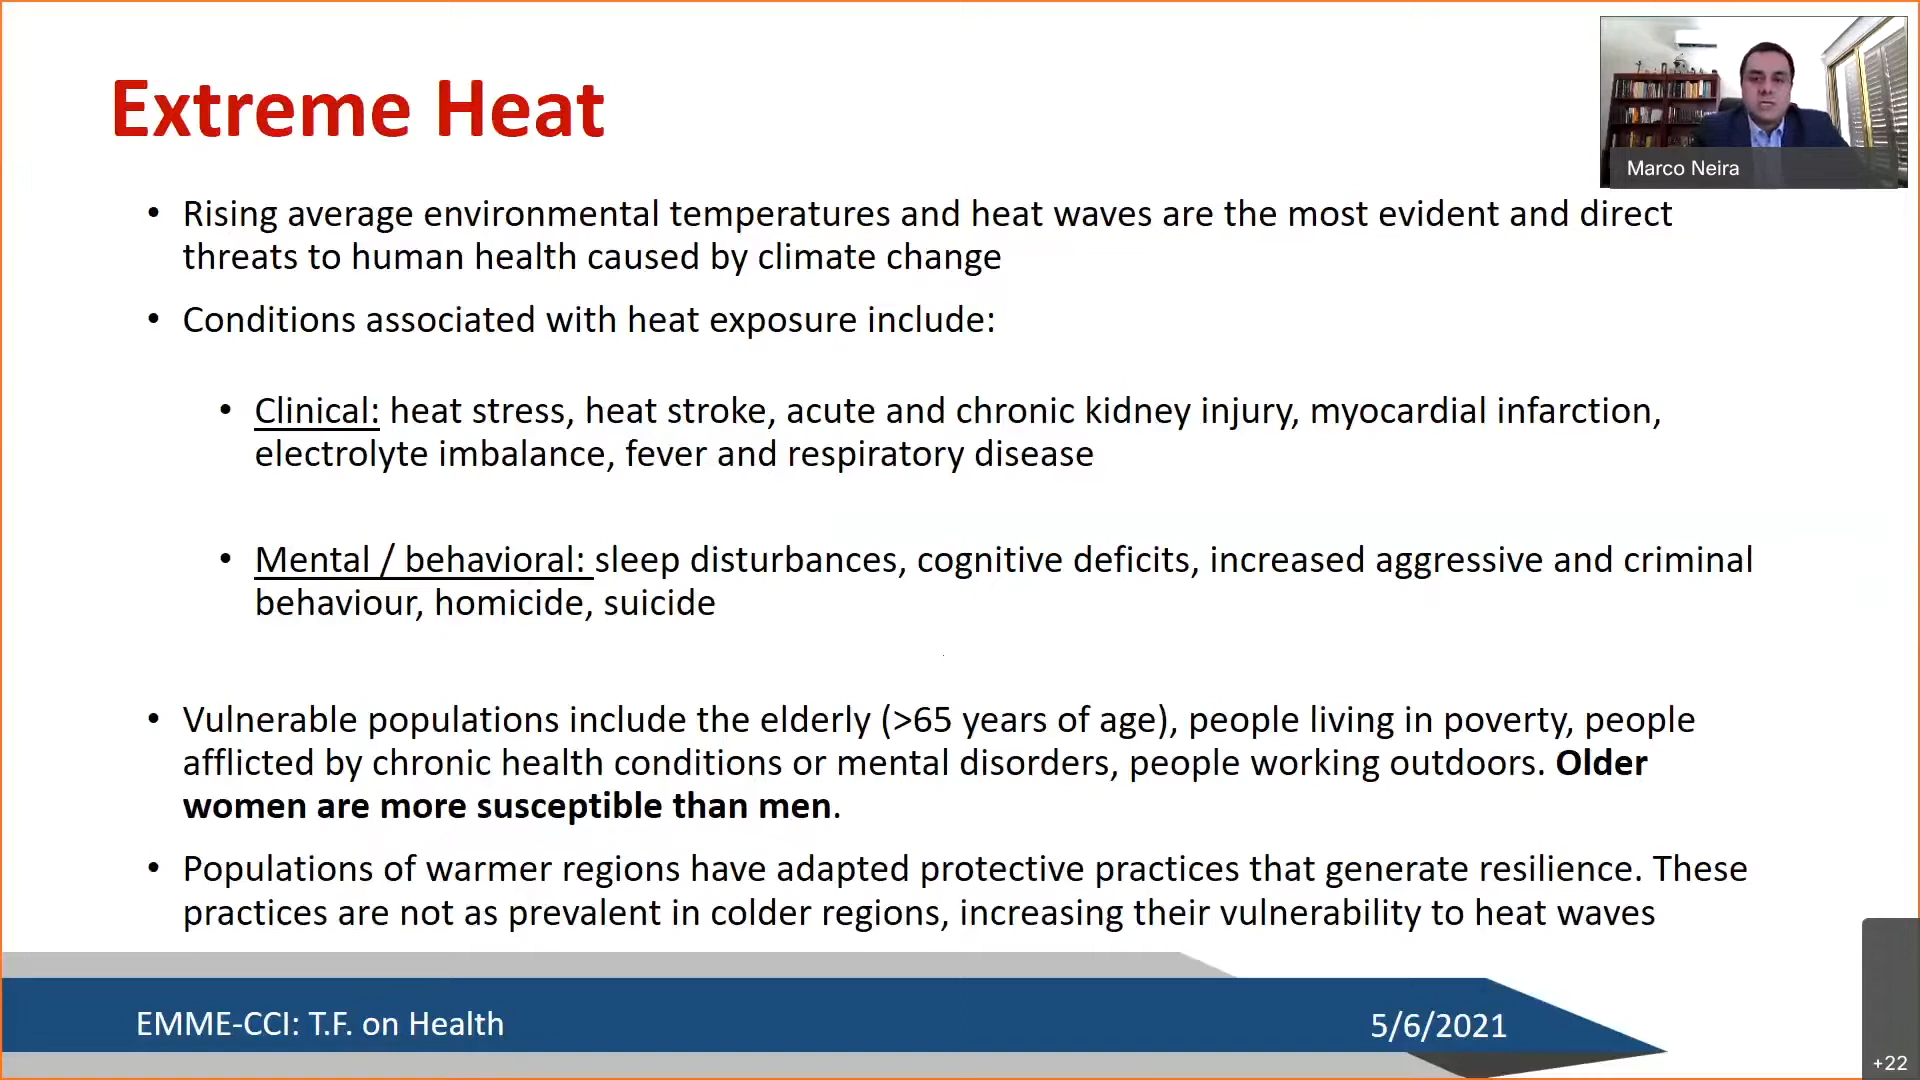 Extreme Heat
Marco Neira
• Rising average environmental temperatures and heat waves are the most evident and direct
threats to human health caused by climate change
• Conditions associated with heat exposure include:
• Clinical: heat stress, heat stroke, acute and chronic kidney injury, myocardial infarction,
electrolyte imbalance, fever and respiratory disease
• Mental / behavioral: sleep disturbances, cognitive deficits, increased aggressive and criminal
behaviour, homicide, suicide
• Vulnerable populations include the elderly (>65 years of age), people living in poverty, people
afflicted by chronic health conditions or mental disorders, people working outdoors. Older
women are more susceptible than men.
• Populations of warmer regions have adapted protective practices that generate resilience. These
practices are not as prevalent in colder regions, increasing their vulnerability to heat waves
EMME-CCI: T.F. on Health
5/6/2021
+22